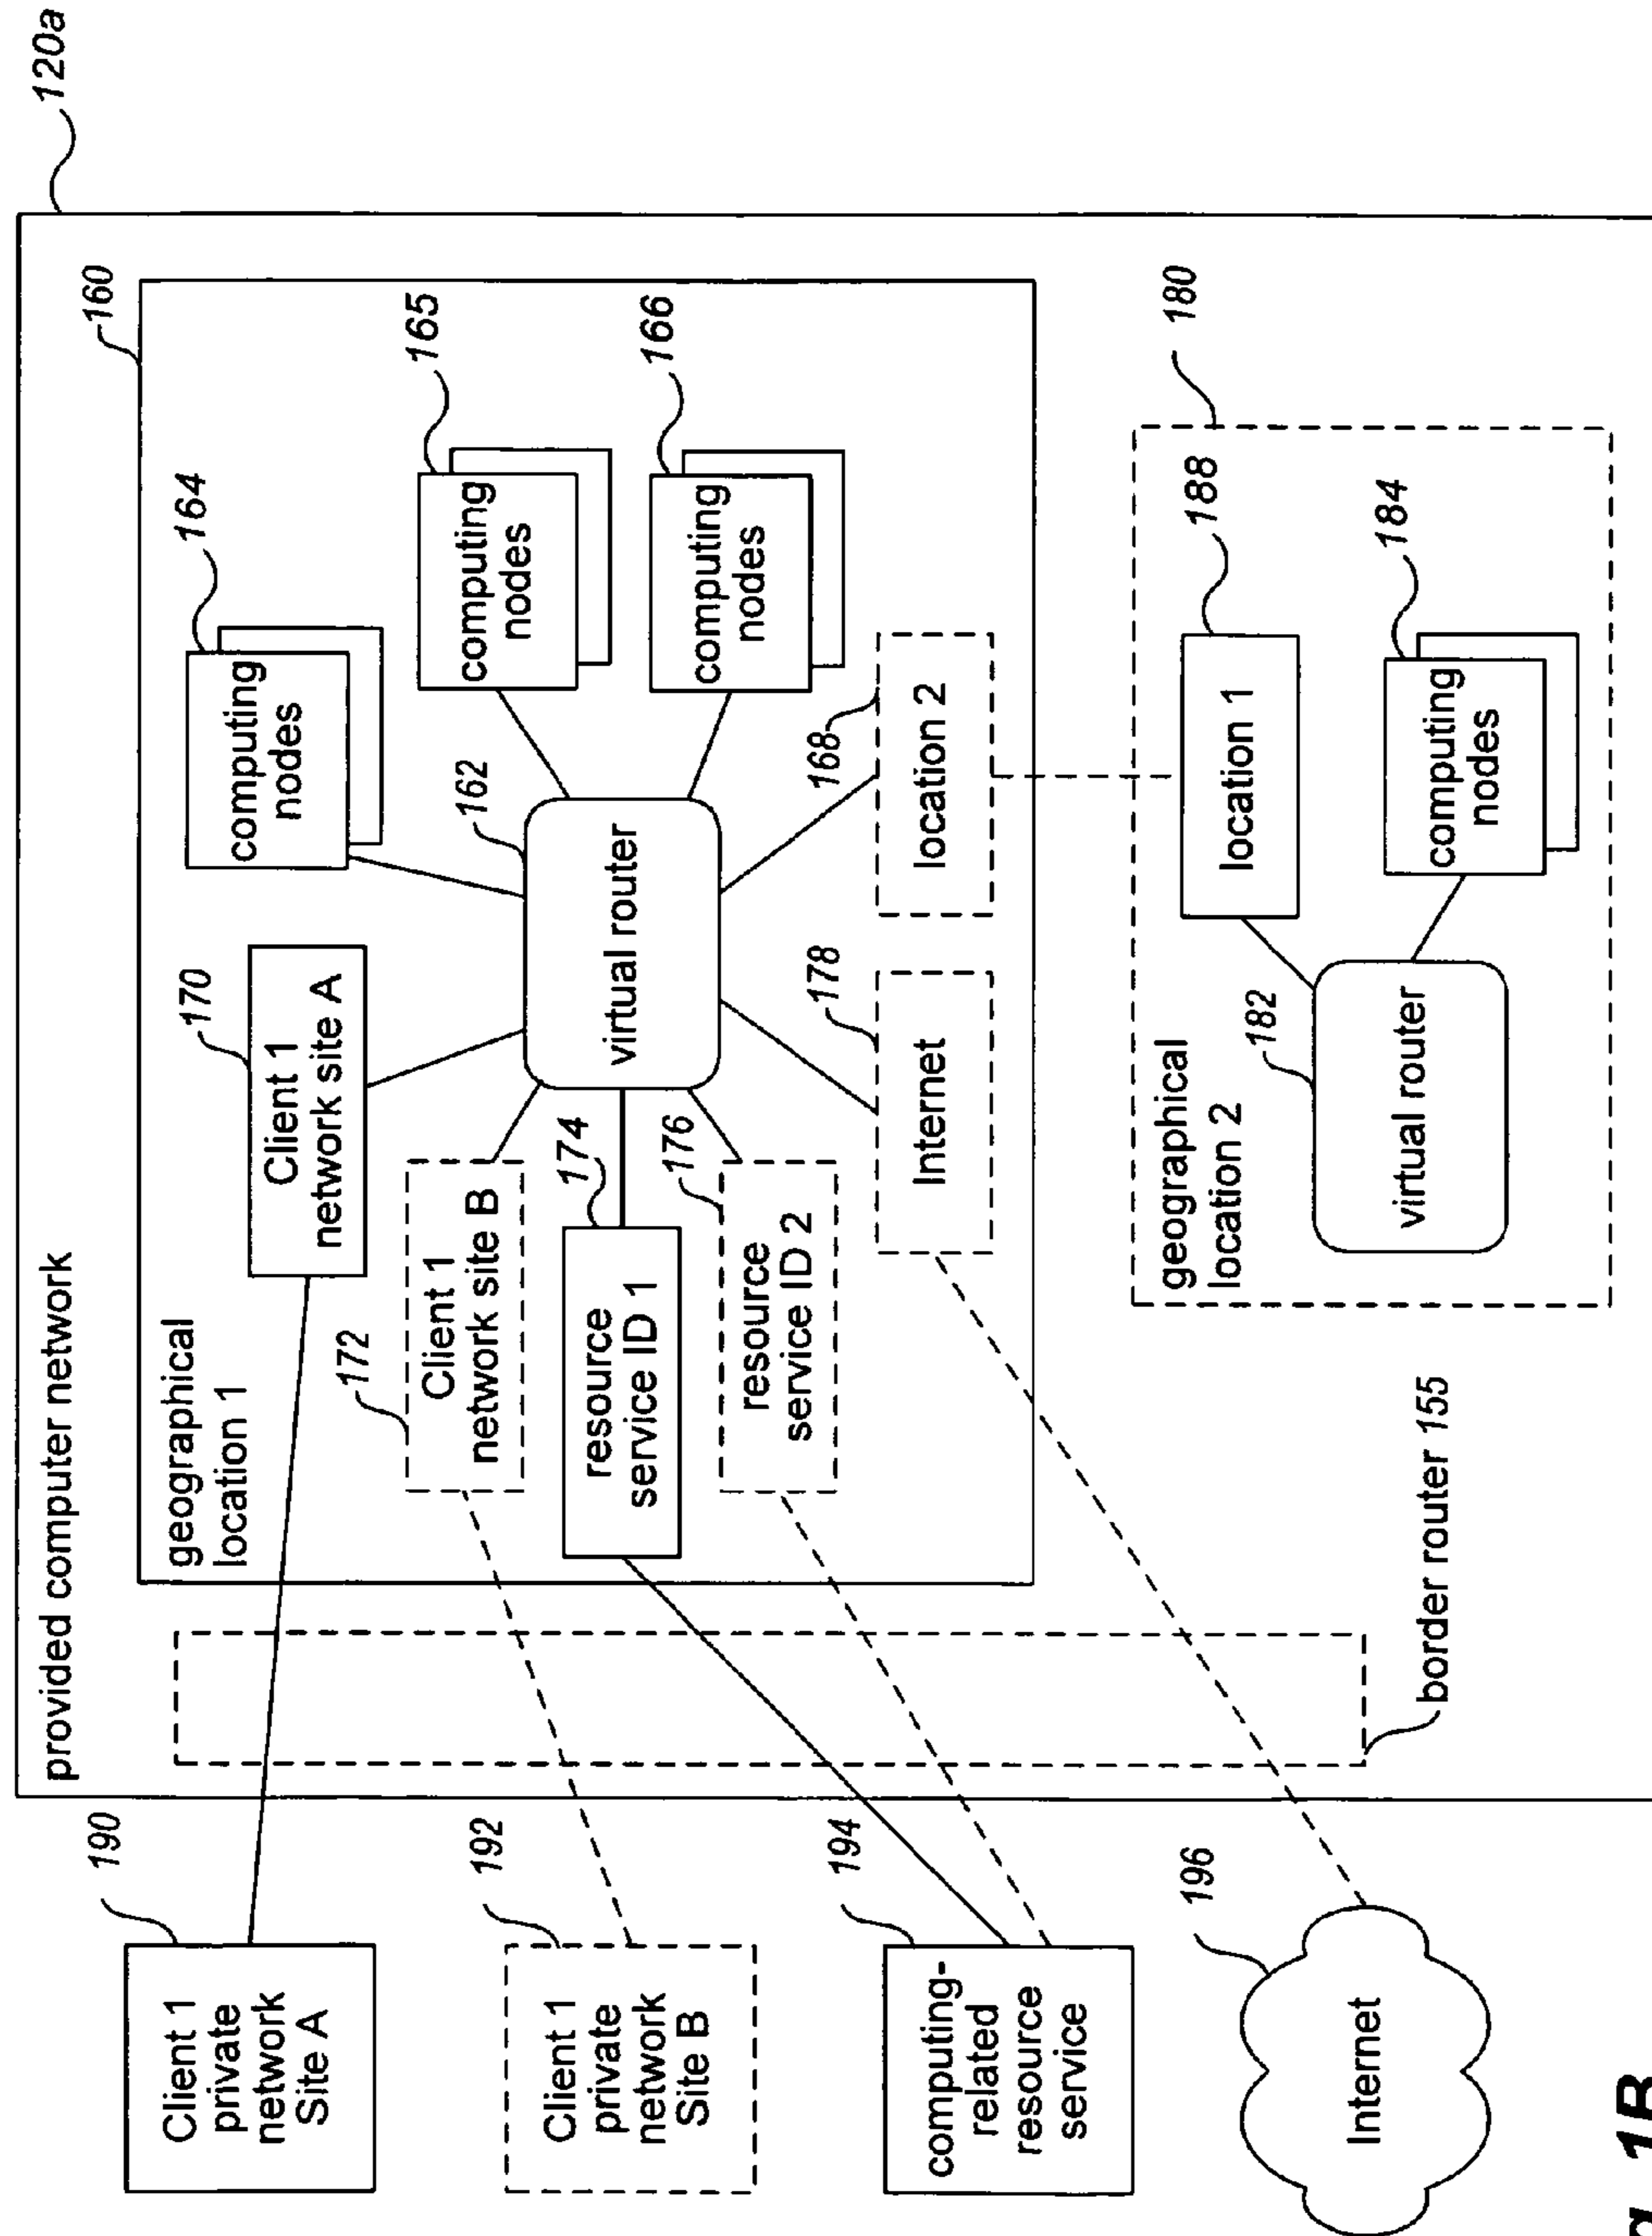 120a
provided computer network
160
geographical
location 1
170
Client 1
network site A
164
computing
nodes
165
computing
nodes
166
computing
nodes
172
Client 1
network site B
162
virtual router
174
resource
service ID 1
176
resource
service ID 2
178
Internet
168
location 2
180
geographical
location 2
188
location 1
182
virtual router
184
computing
nodes
border router 155
190
Client 1
private
network
Site A
192
Client 1
private
network
Site B
194
computing-
related
resource
service
196
Internet
1B